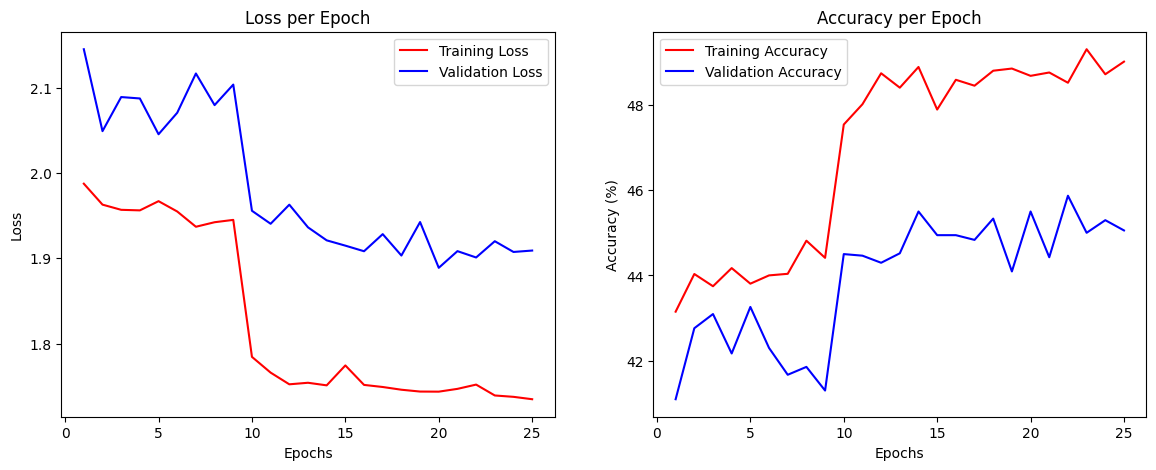 Loss per Epoch
Training Loss
Validation Loss
2.1
2.0
1.9
1.8
Loss
0
5
10
15
20
25
Epochs
Accuracy per Epoch
Training Accuracy
Validation Accuracy
48
46
44
42
Accuracy (%)
0
5
10
15
20
25
Epochs